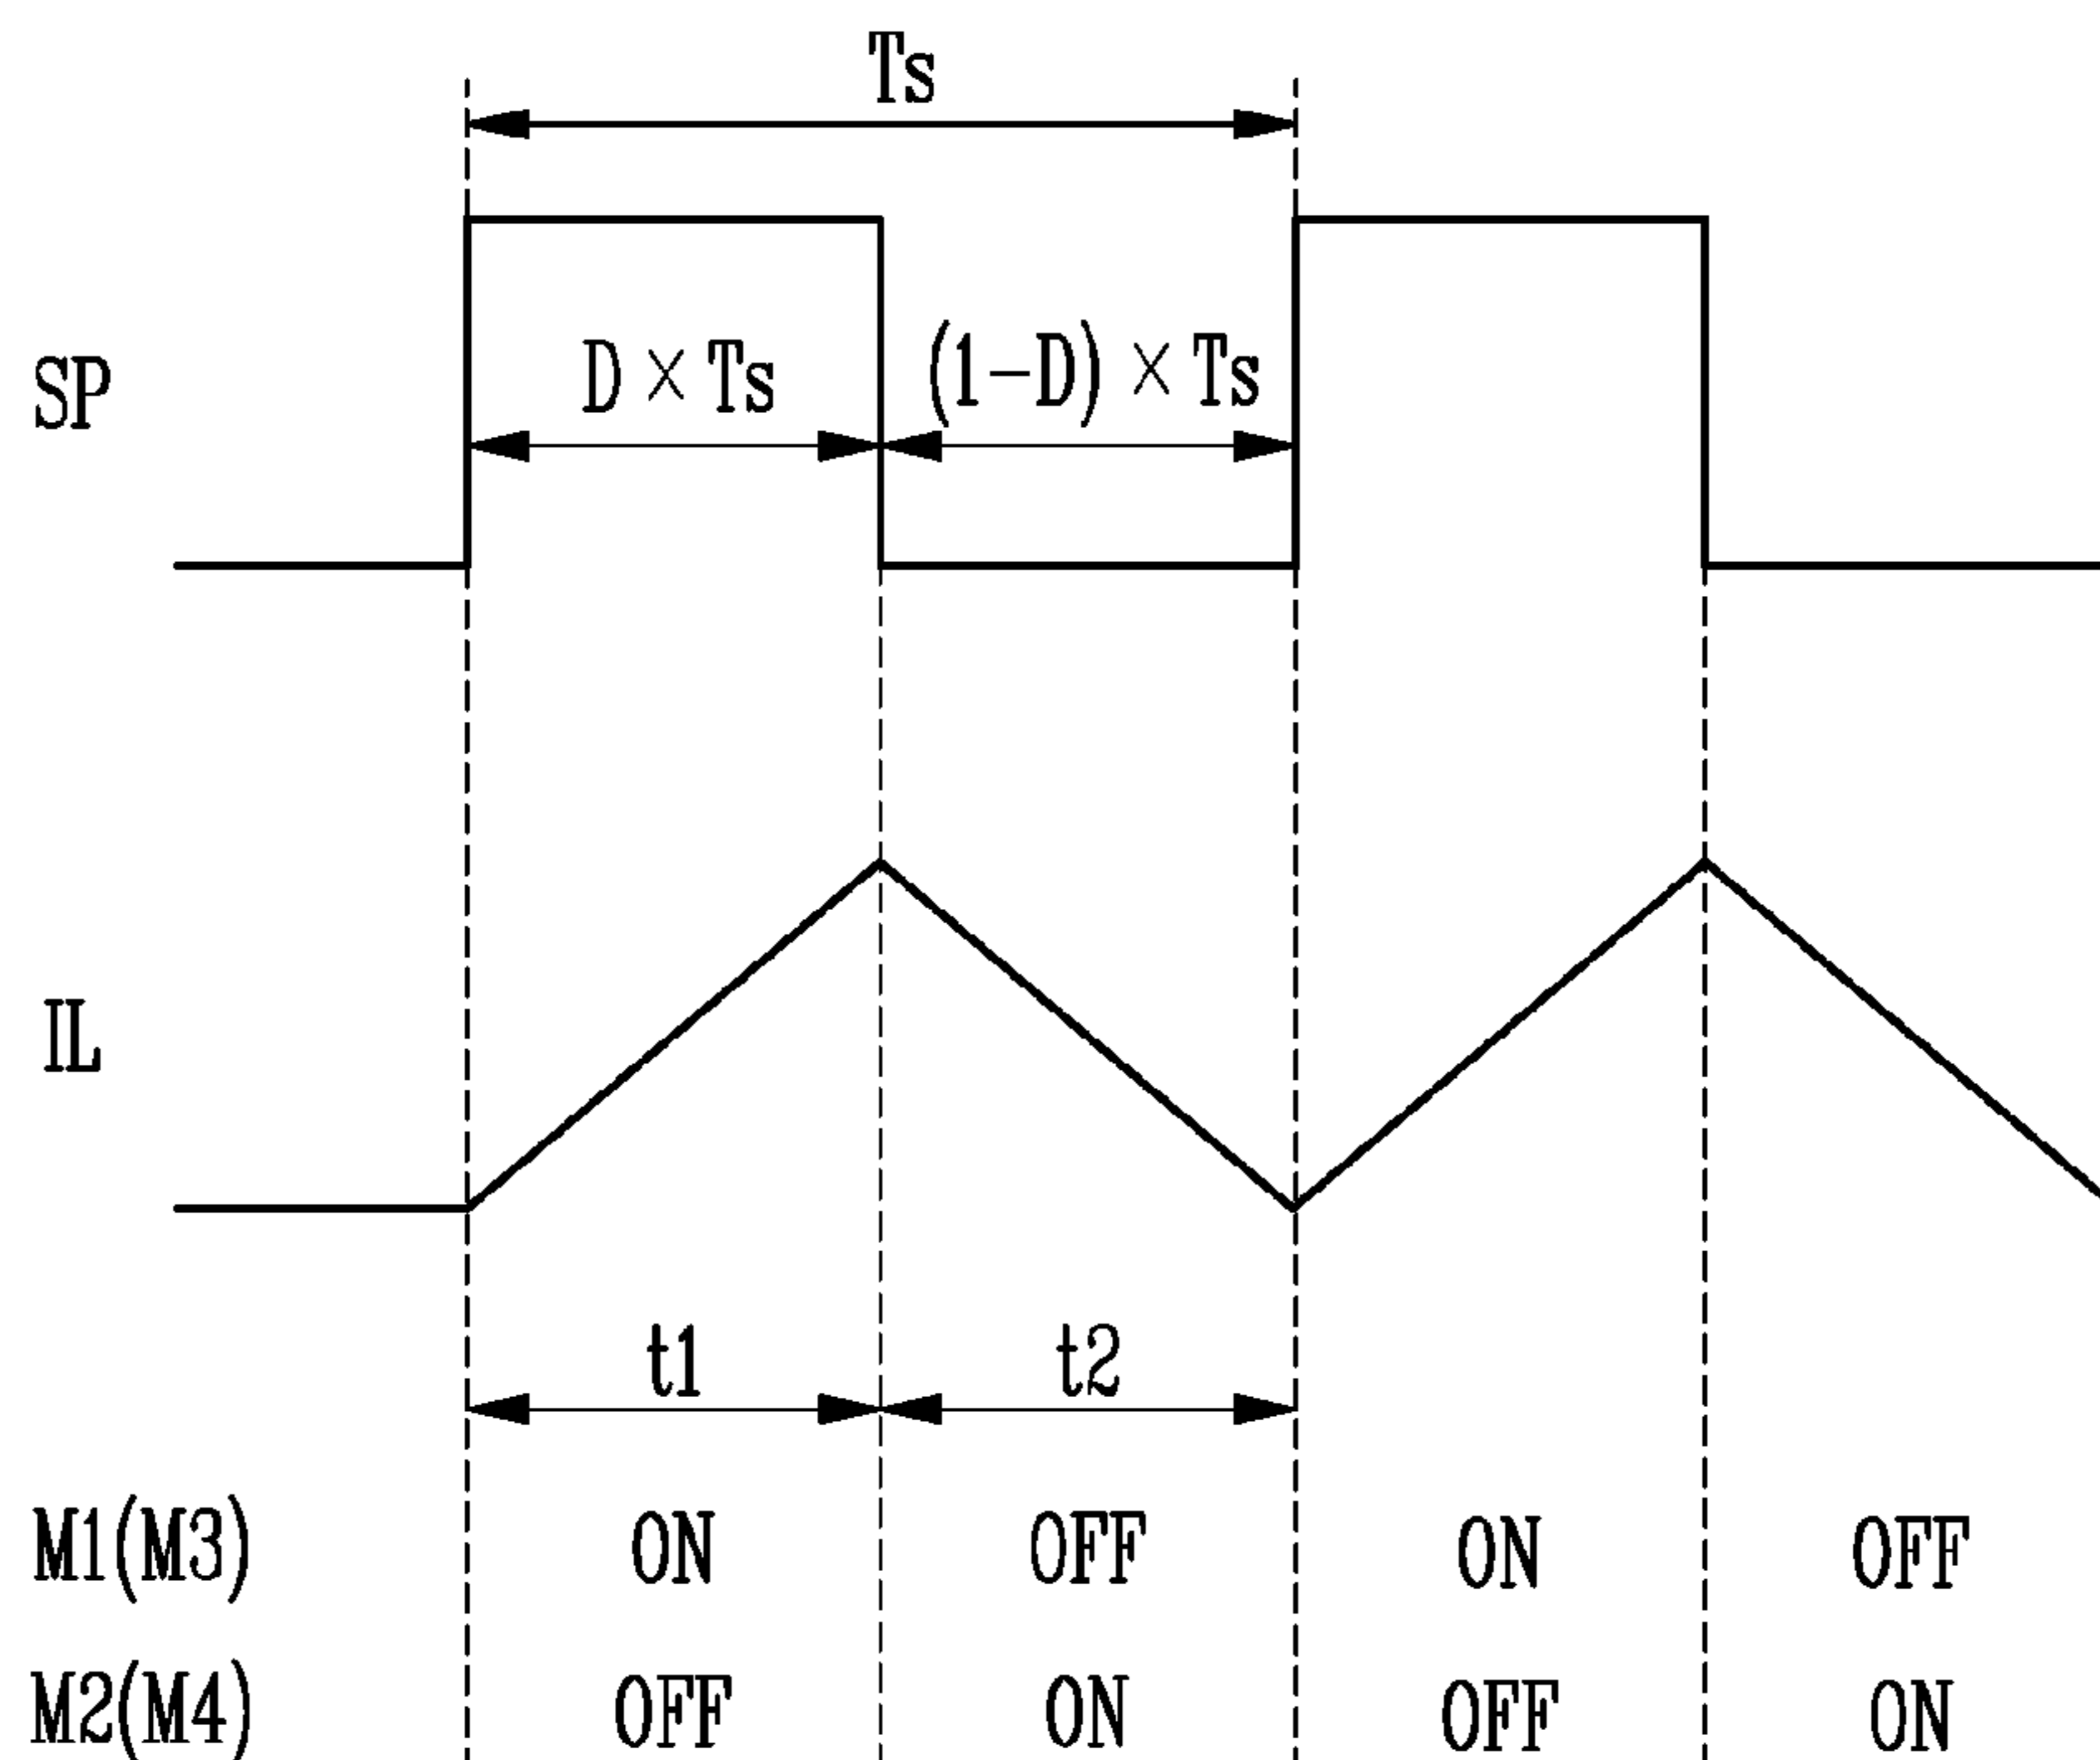 Ts
SP
D × Ts
(1-D) × Ts
IL
t1
t2
M1(M3) ON OFF ON OFF
M2(M4) OFF ON OFF ON